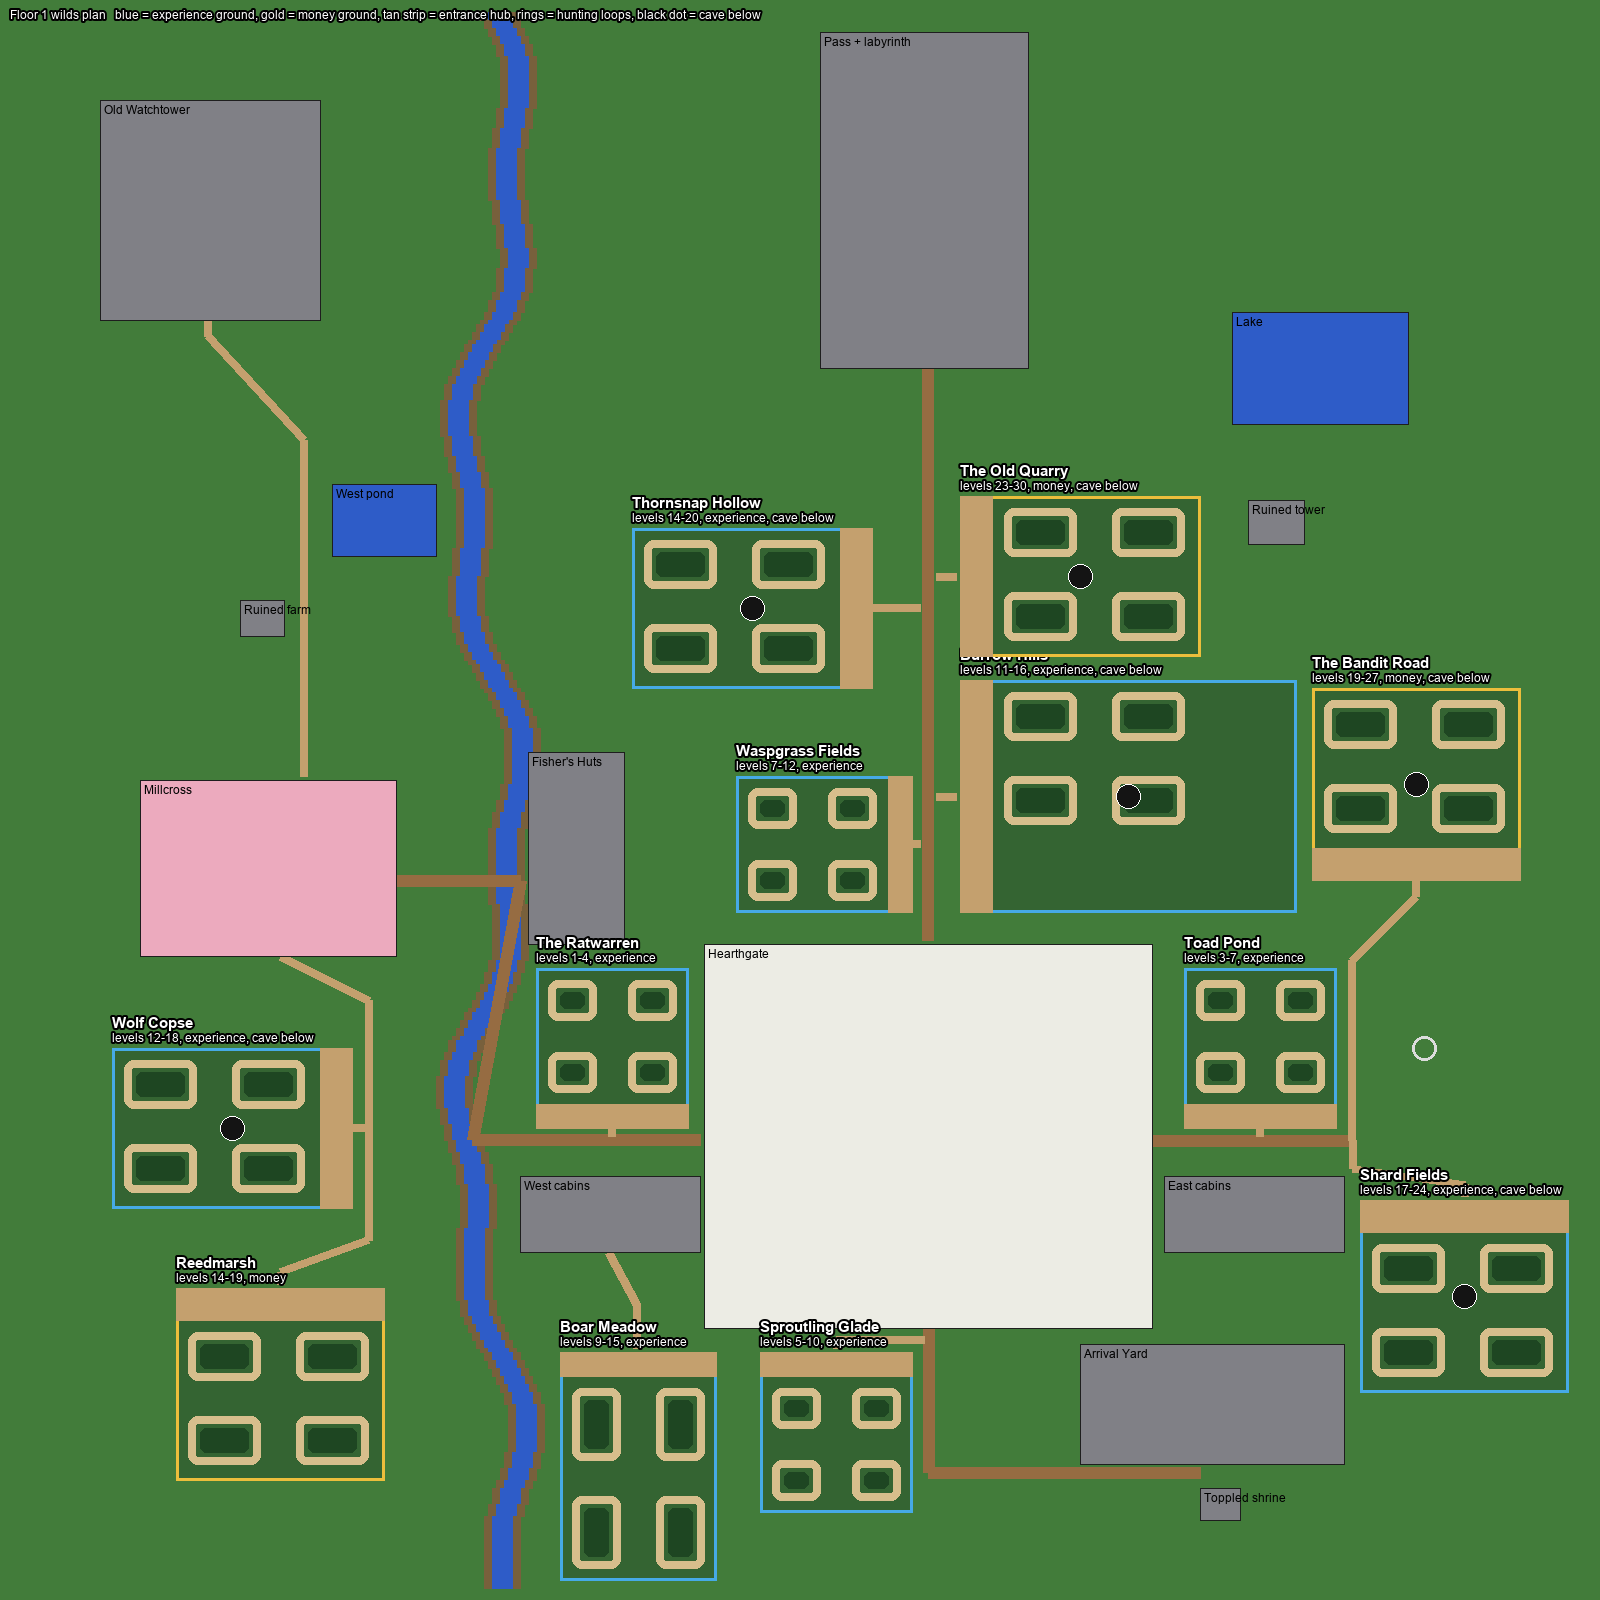 Floor 1 wilds plan   blue = experience ground, gold = money ground, tan strip = entrance hub, rings = hunting loops, black dot = cave below
Pass + labyrinth
Old Watchtower
Lake
The Old Quarry
levels 23-30, money, cave below
West pond
Thornsnap Hollow
levels 14-20, experience, cave below
Ruined tower
Ruined farm
levels 11-16, experience, cave below
The Bandit Road
levels 19-27, money, cave below
Waspgrass Fields
levels 7-12, experience
Fisher's Huts
Millcross
The Ratwarren
levels 1-4, experience
Hearthgate
Toad Pond
levels 3-7, experience
Wolf Copse
levels 12-18, experience, cave below
Shard Fields
levels 17-24, experience, cave below
West cabins
East cabins
Reedmarsh
levels 14-19, money
Boar Meadow
levels 9-15, experience
Sproutling Glade
levels 5-10, experience
Arrival Yard
Toppled shrine